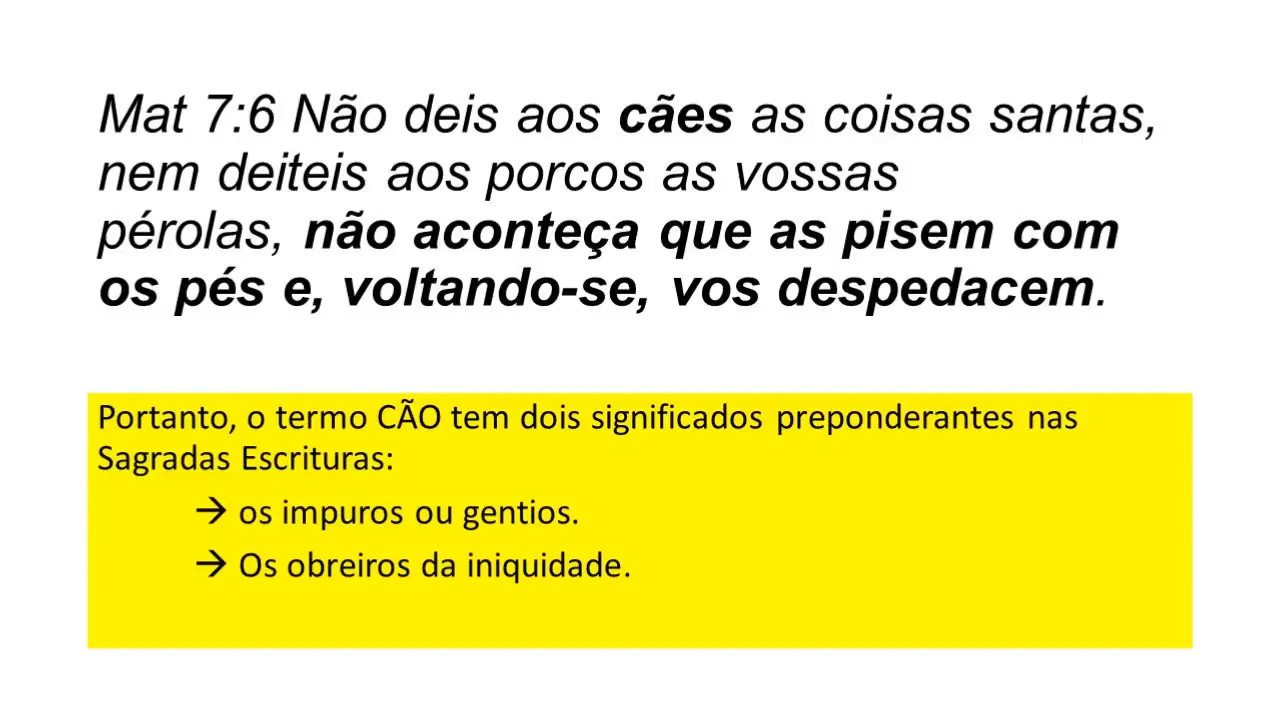 Mat 7:6 Não deis aos cães as coisas santas,
nem deiteis aos porcos as vossas
pérolas, não aconteça que as pisem com
os pés e, voltando-se, vos despedacem.
Portanto, o termo CÃO tem dois significados preponderantes nas
Sagradas Escrituras:
→ os impuros ou gentios.
→ Os obreiros da iniquidade.